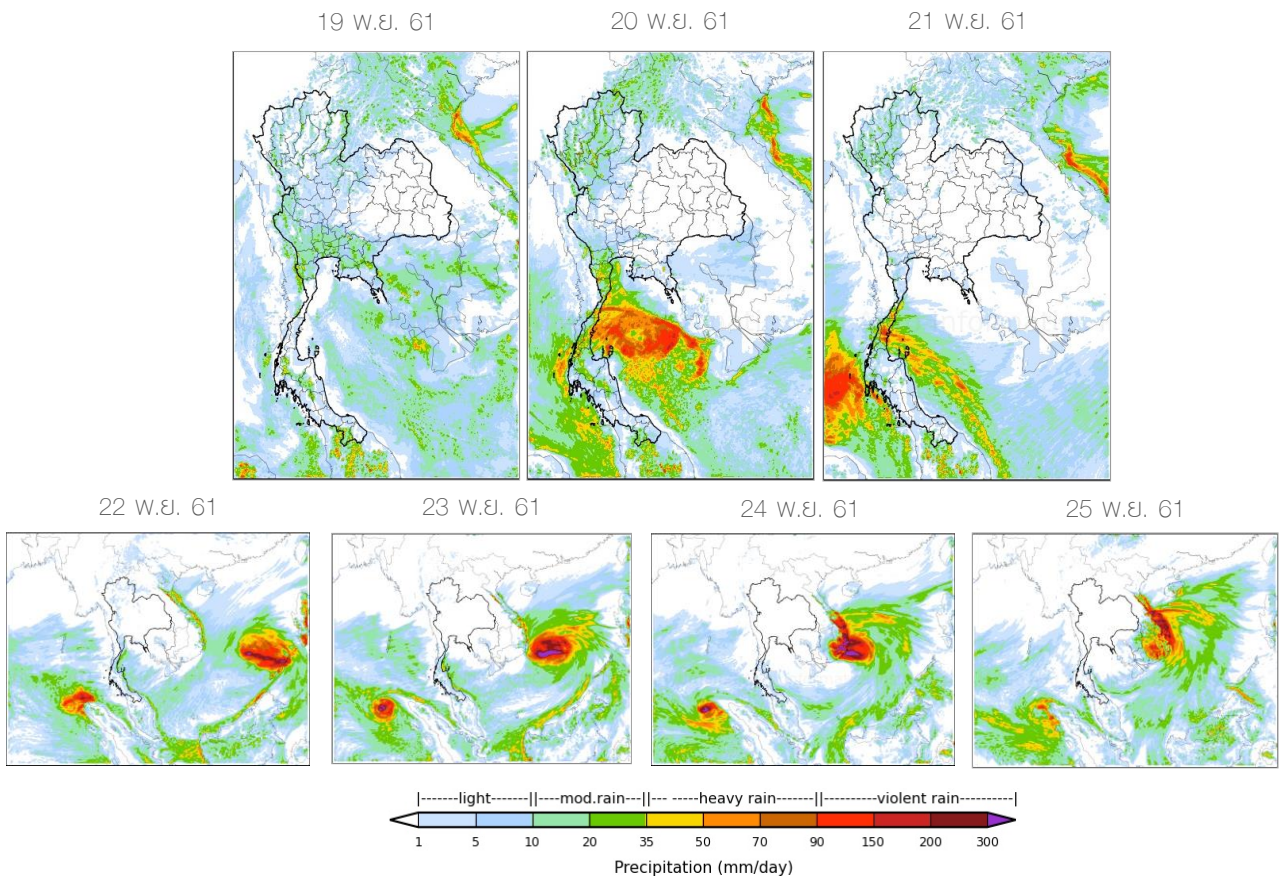 19 พ.ย. 61
20 พ.ย. 61
21 พ.ย. 61
22 พ.ย. 61
23 พ.ย. 61
24 พ.ย. 61
25 พ.ย. 61
|-------light-------||----mod.rain---||--- -----heavy rain-------||----------violent rain-----------|
1 5 10 20 35 50 70 90 150 200 300
Precipitation (mm/day)